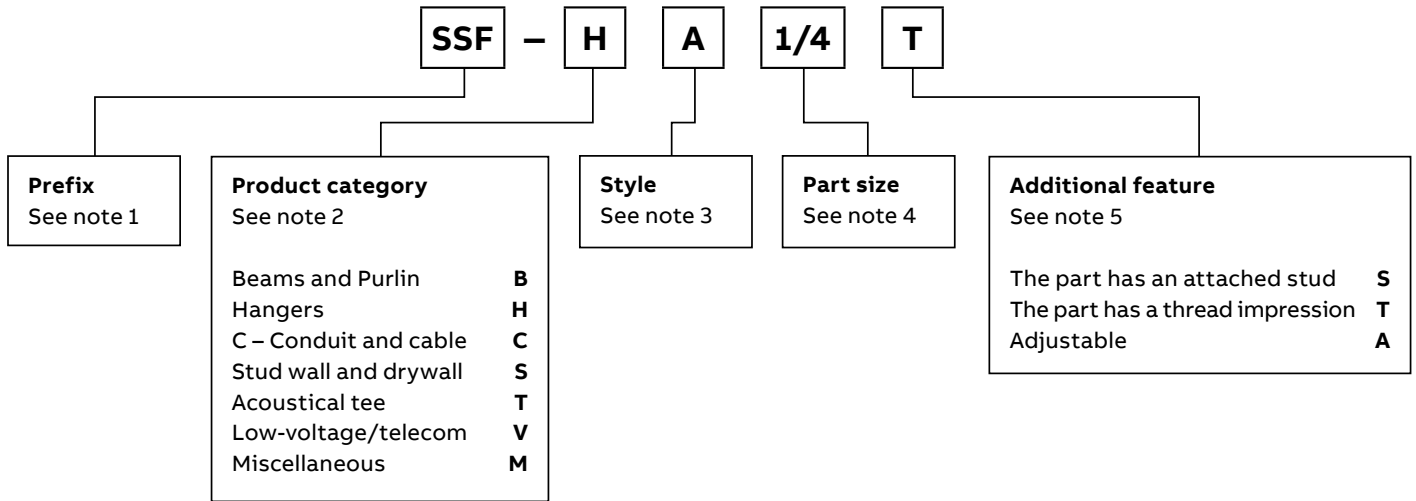 SSF – H A 1/4 T
Prefix
See note 1
Product category
See note 2
Beams and Purlin B
Hangers H
C – Conduit and cable C
Stud wall and drywall S
Acoustical tee T
Low-voltage/telecom V
Miscellaneous M
Style
See note 3
Part size
See note 4
Additional feature
See note 5
The part has an attached stud S
The part has a thread impression T
Adjustable A